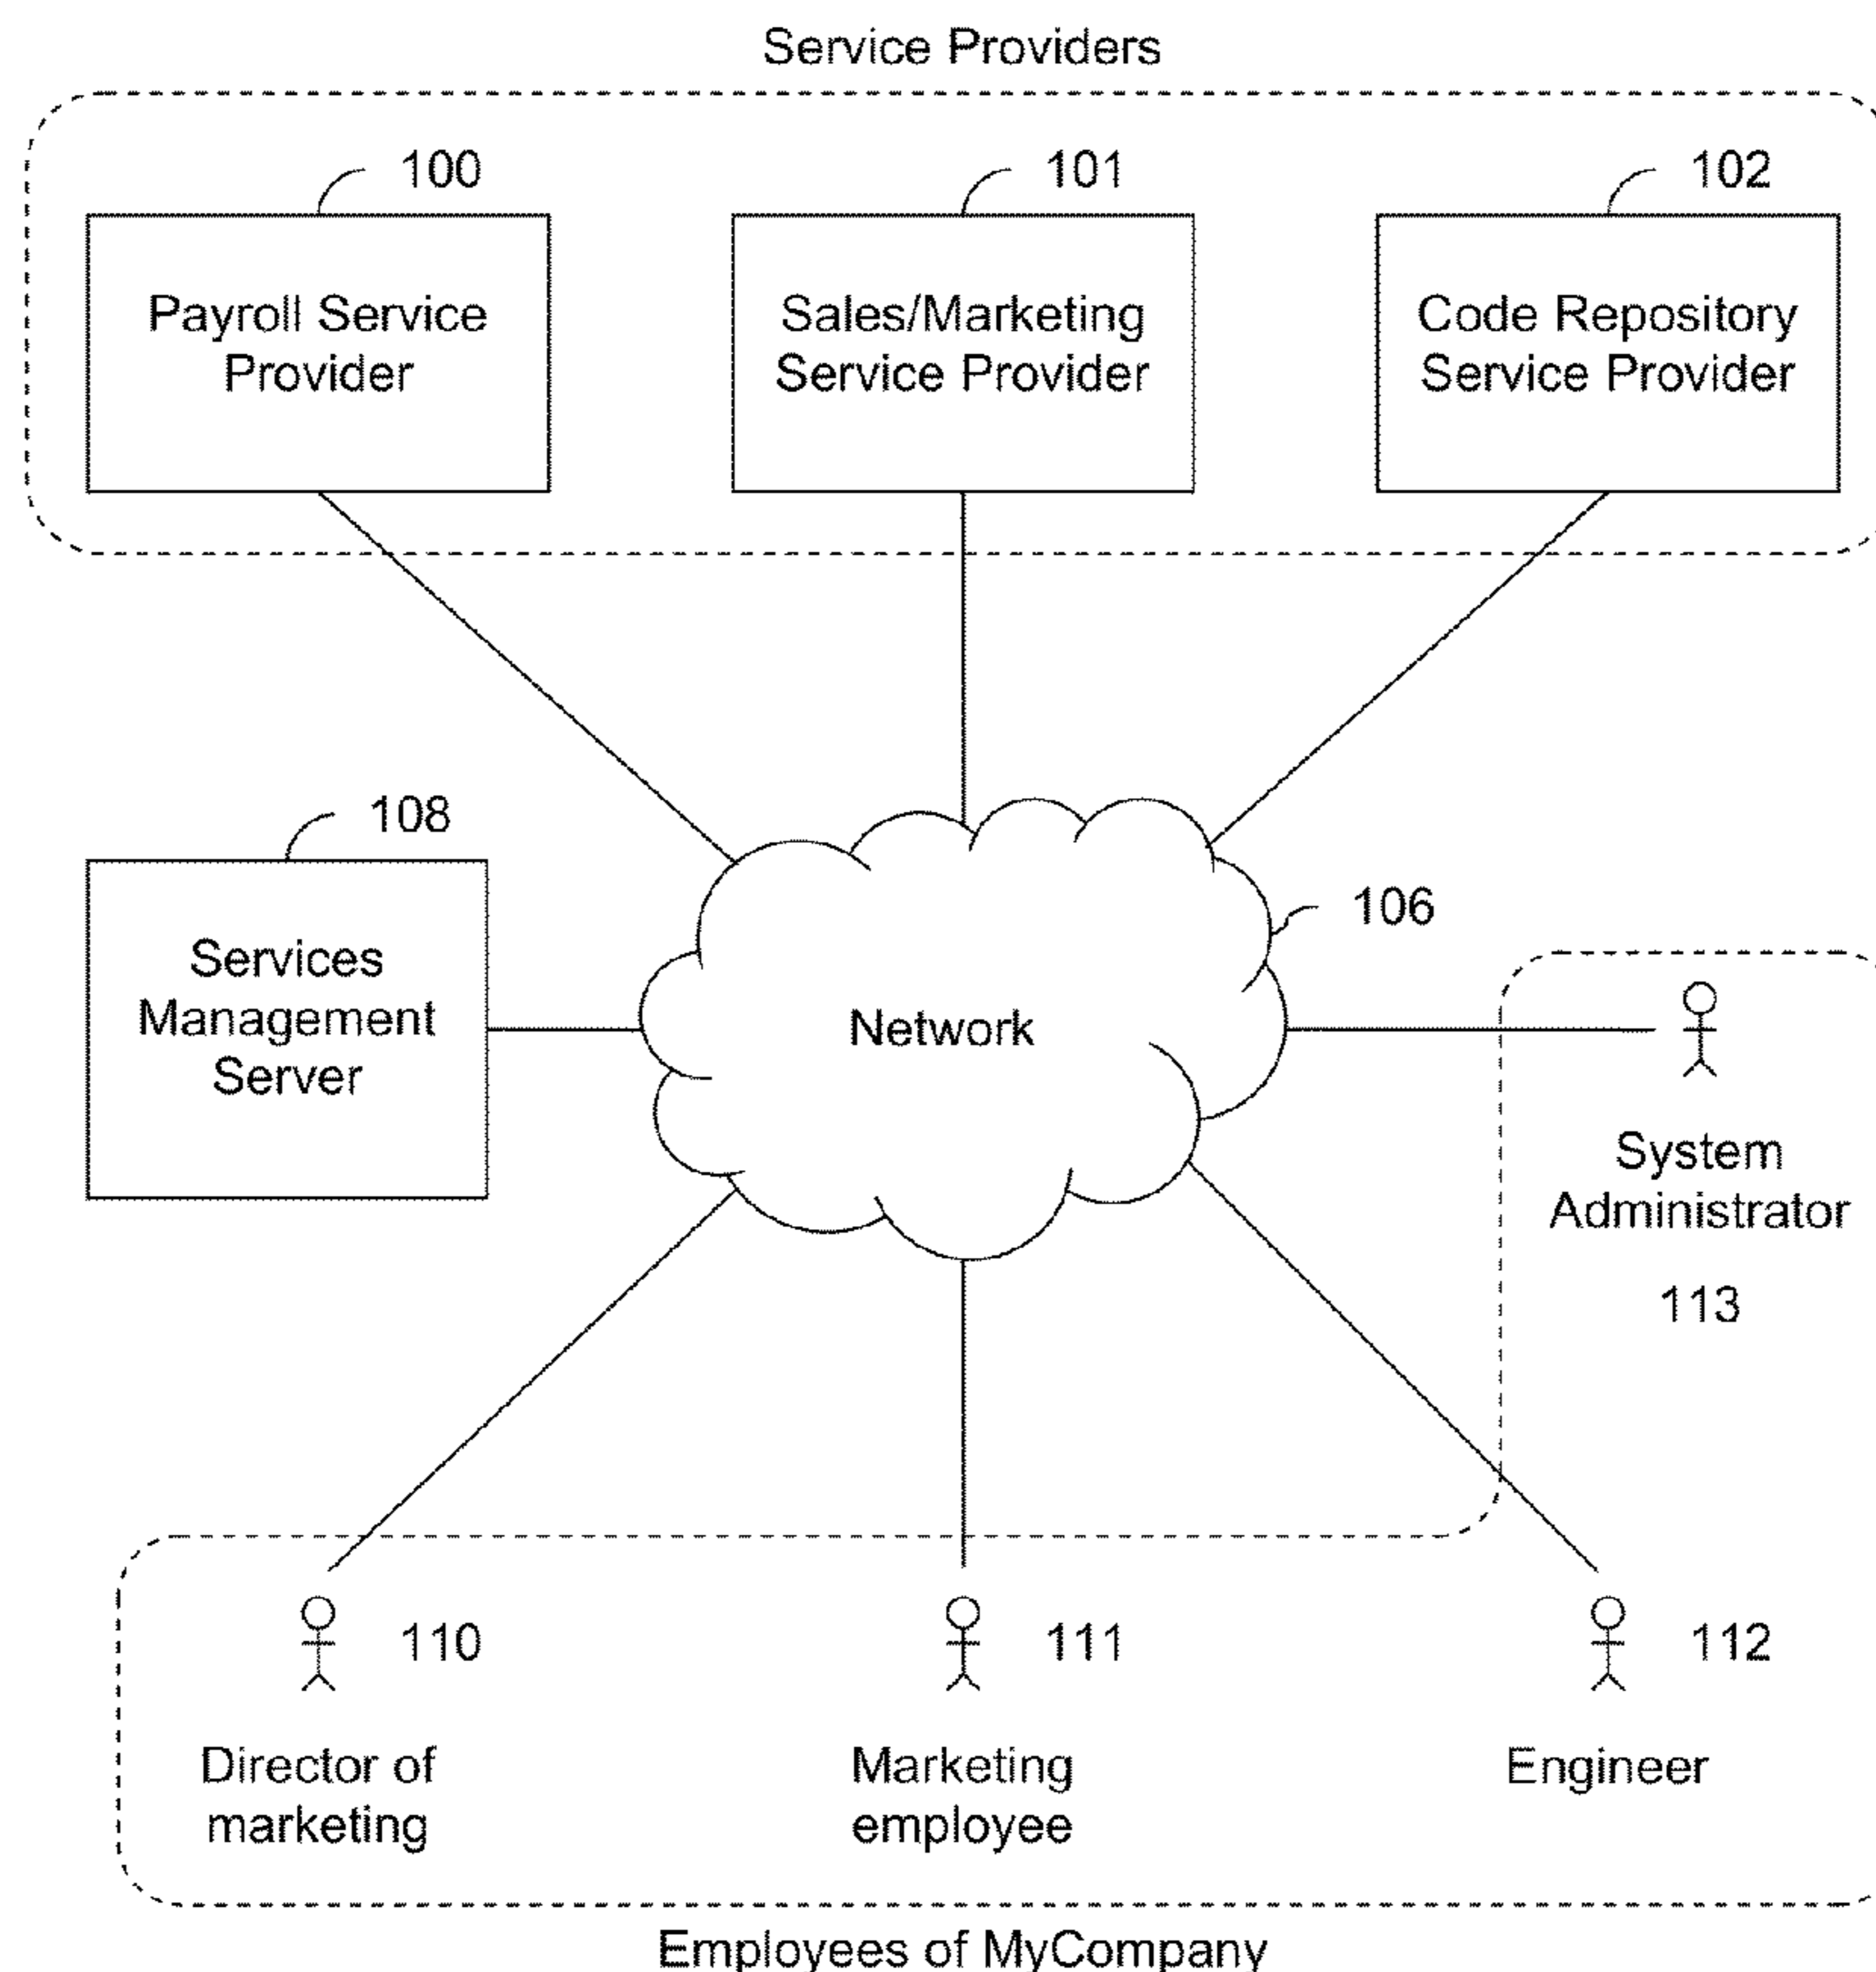 Service Providers
100
101
102
Payroll Service
Provider
Sales/Marketing
Service Provider
Code Repository
Service Provider
108
106
Services
Management
Server
Network
System
Administrator
113
110
111
112
Director of
marketing
Marketing
employee
Engineer
Employees of MyCompany